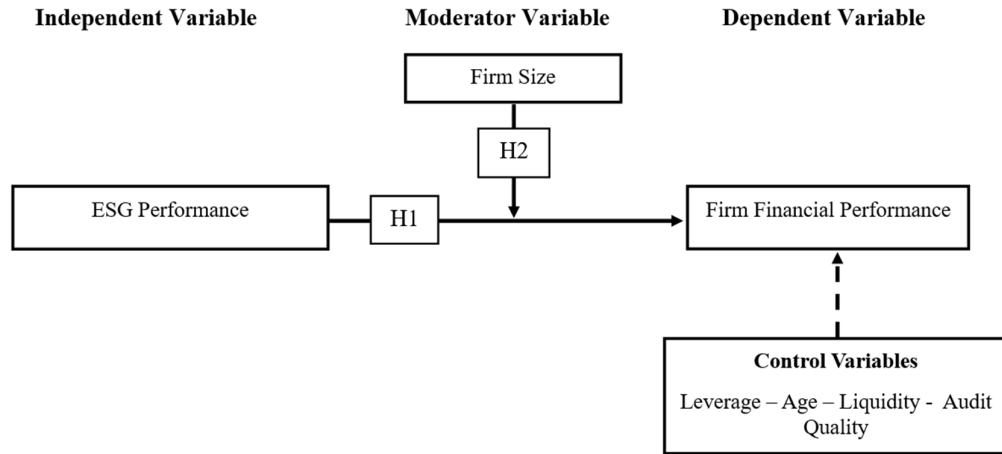 Independent Variable
Moderator Variable
Dependent Variable
Firm Size
H2
ESG Performance
H1
Firm Financial Performance
Control Variables
Leverage – Age – Liquidity - Audit
Quality